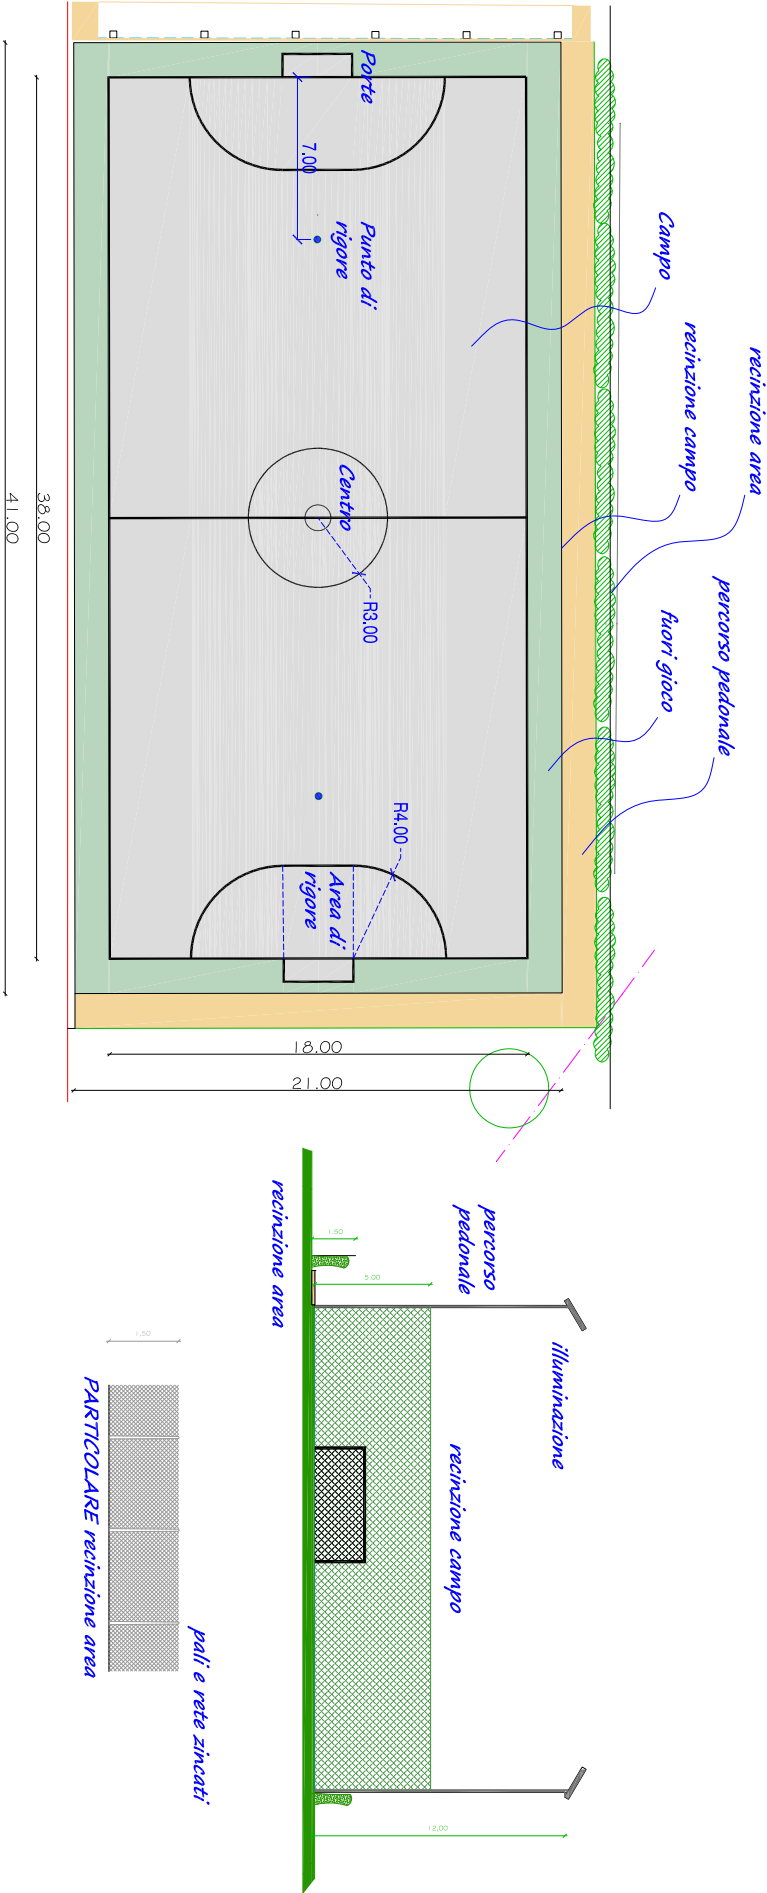 Porte
7.00
Punto di
rigore
Campo
recinzione campo
recinzione area
Centro
R3.00
38.00
41.00
fuori gioco
percorso pedonale
R4.00
Area di
rigore
18.00
21.00
recinzione area
1.50
percorso
pedonale
5.00
illuminazione
recinzione campo
1.50
PARTICOLARE recinzione area
pali e rete zincati
12.00